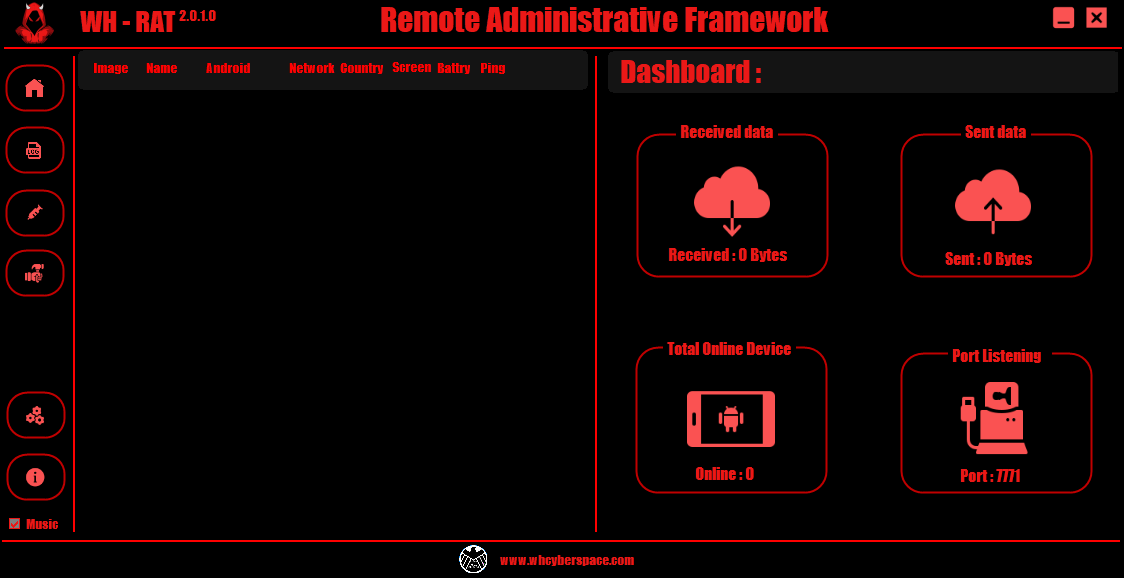 WH - RAT 2.0.1.0
Remote Administrative Framework
Image Name Android Network Country Screen Battry Ping
Dashboard :
Received data
Received : 0 Bytes
Sent data
Sent : 0 Bytes
LOG
Total Online Device
Online : 0
Port Listening
Port : 7771
Music
www.whcyberspace.com